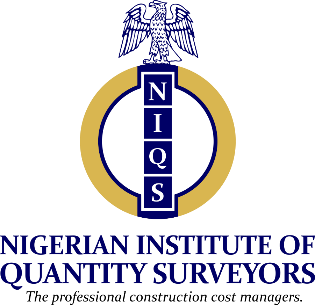 N
I
Q
S
NIGERIAN INSTITUTE OF
QUANTITY SURVEYORS
The professional construction cost managers.